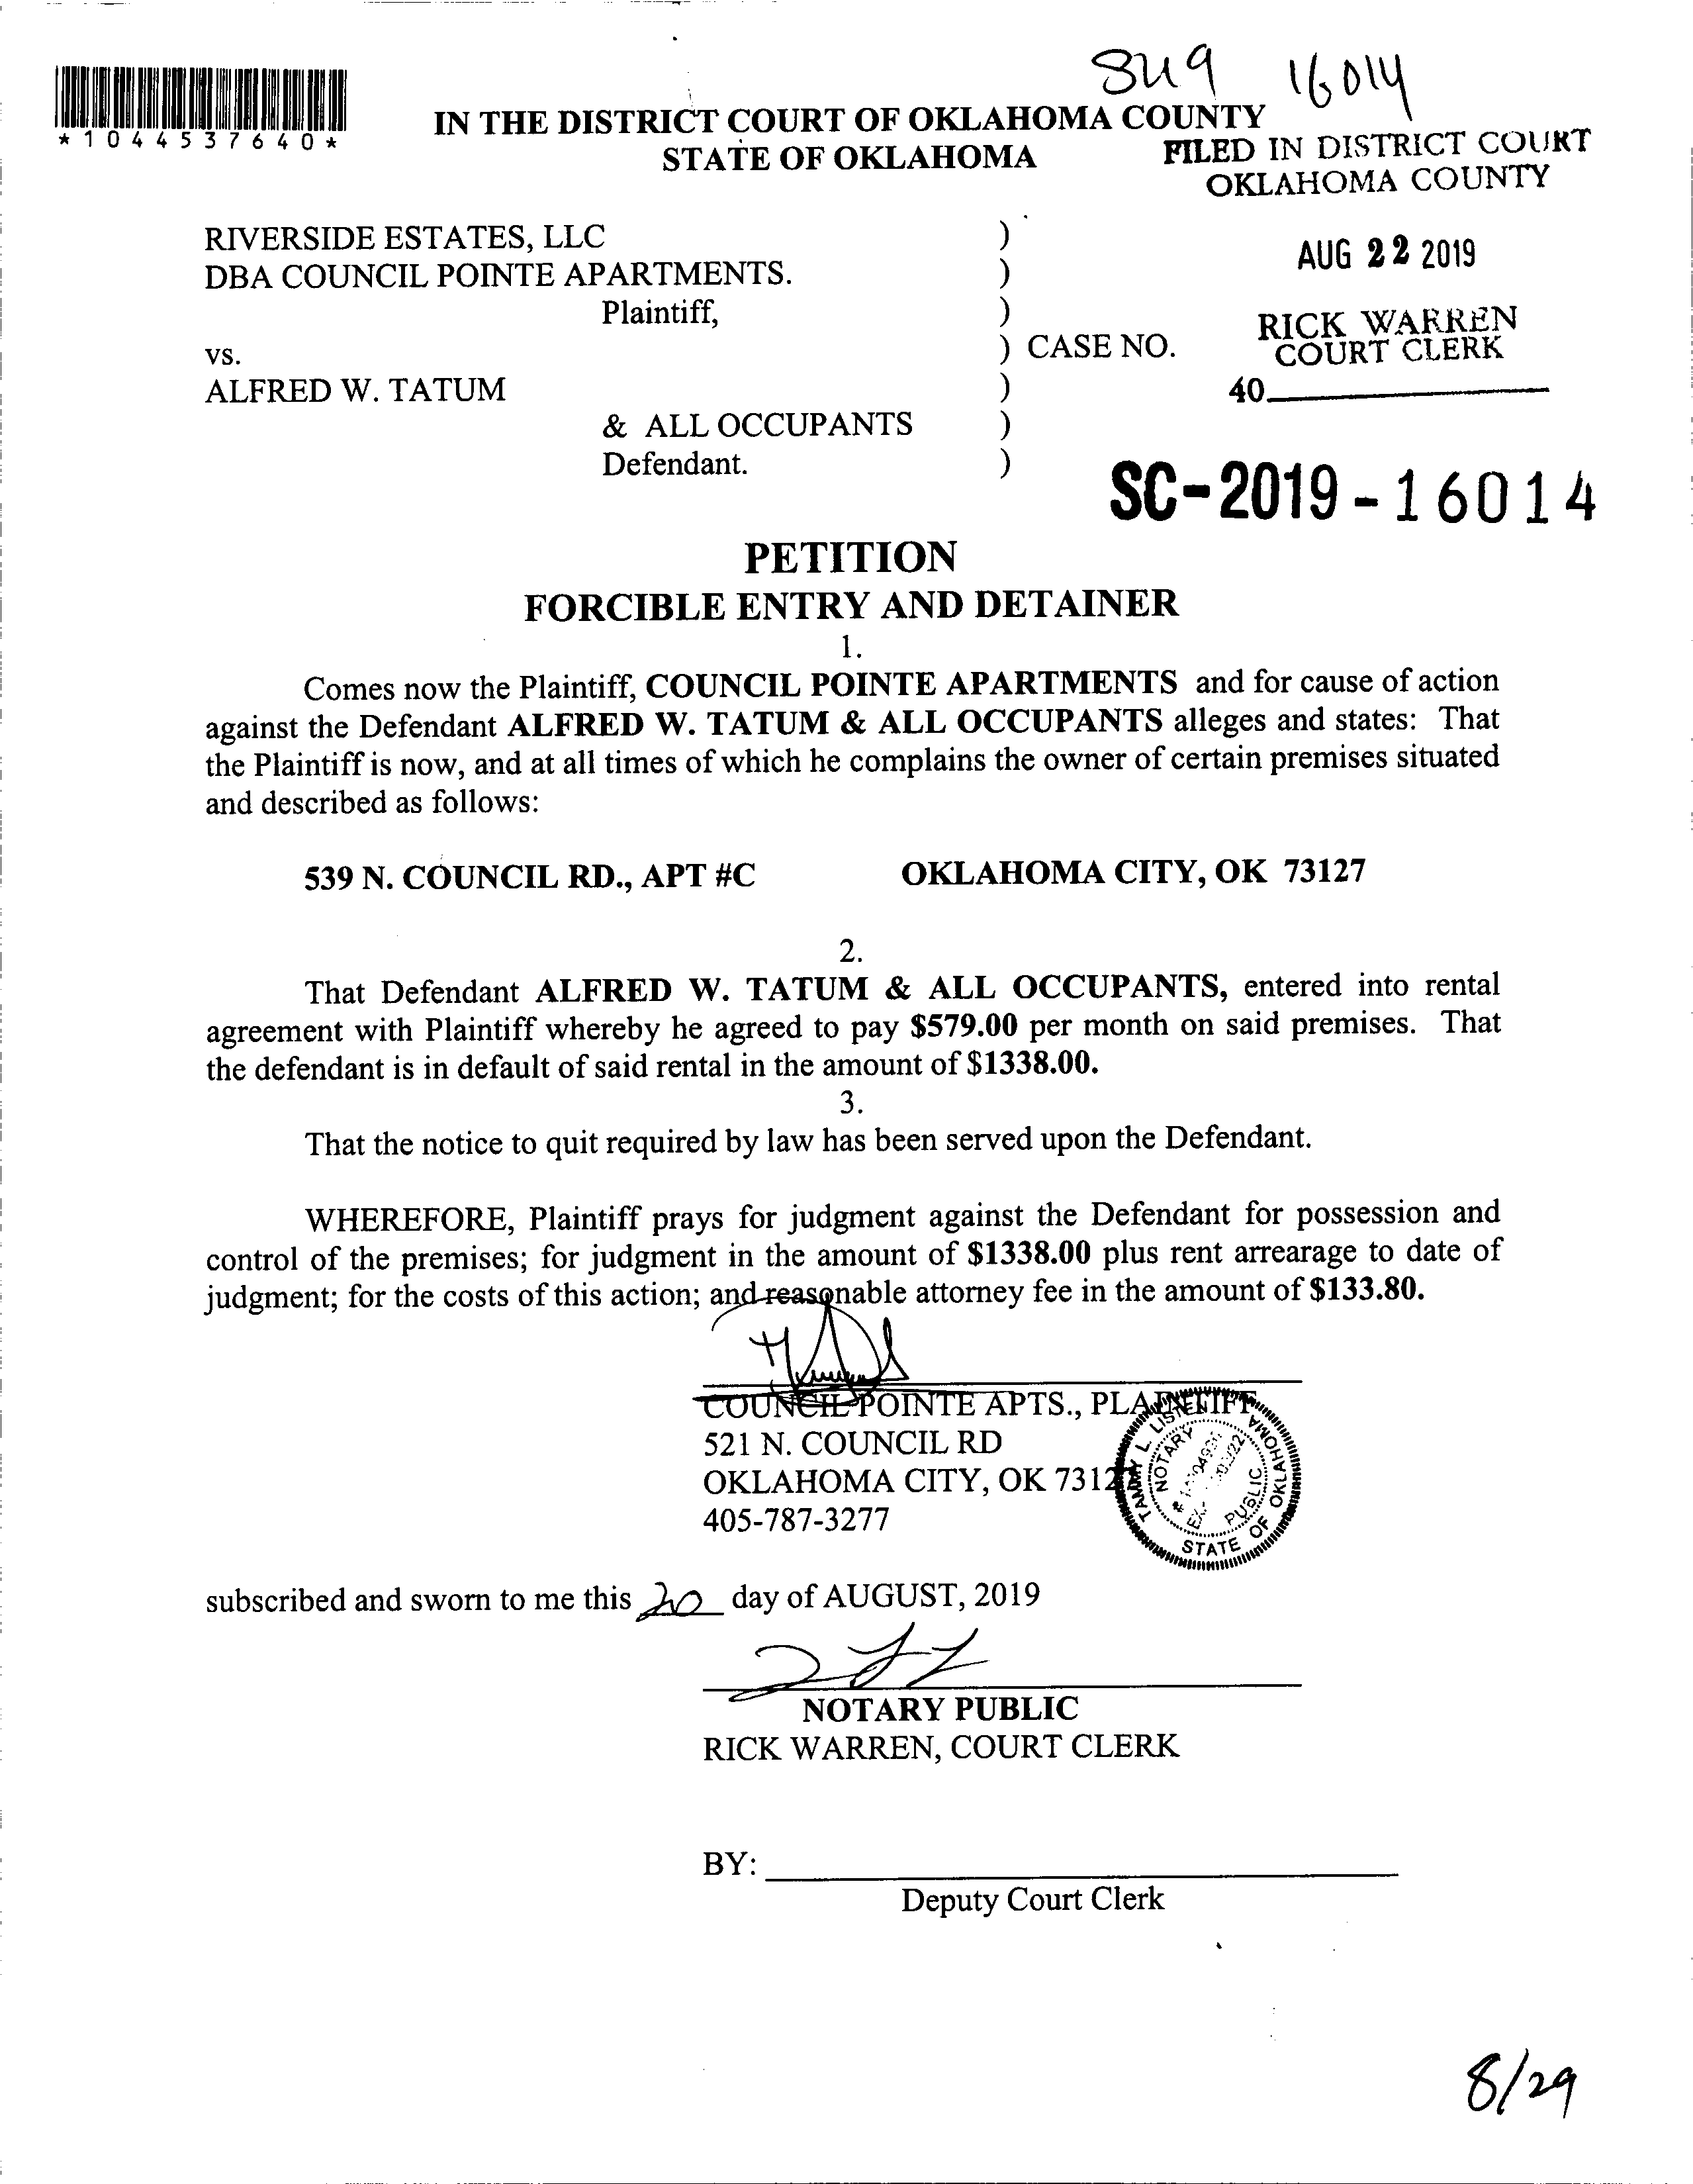 849 16014
*1044537640*
IN THE DISTRICT COURT OF OKLAHOMA COUNTY
STATE OF OKLAHOMA
FILED IN DISTRICT COURT
OKLAHOMA COUNTY
AUG 22 2019
RICK WARREN
COURT CLERK
40
RIVERSIDE ESTATES, LLC )
DBA COUNCIL POINTE APARTMENTS. )
Plaintiff, )
vs. ) CASE NO.
ALFRED W. TATUM )
& ALL OCCUPANTS )
Defendant. )
SC-2019-16014
PETITION
FORCIBLE ENTRY AND DETAINER
1.
Comes now the Plaintiff, COUNCIL POINTE APARTMENTS and for cause of action
against the Defendant ALFRED W. TATUM & ALL OCCUPANTS alleges and states: That
the Plaintiff is now, and at all times of which he complains the owner of certain premises situated
and described as follows:
539 N. COUNCIL RD., APT #C OKLAHOMA CITY, OK 73127
2.
That Defendant ALFRED W. TATUM & ALL OCCUPANTS, entered into rental
agreement with Plaintiff whereby he agreed to pay $579.00 per month on said premises. That
the defendant is in default of said rental in the amount of $1338.00.
3.
That the notice to quit required by law has been served upon the Defendant.
WHEREFORE, Plaintiff prays for judgment against the Defendant for possession and
control of the premises; for judgment in the amount of $1338.00 plus rent arrearage to date of
judgment; for the costs of this action; and reasonable attorney fee in the amount of $133.80.
COUNCIL POINTE APTS., PLAINTIFF
521 N. COUNCIL RD
OKLAHOMA CITY, OK 73127
405-787-3277
TAMMY L. LISTEN
NOTARY
PUBLIC
STATE OF OKLAHOMA
subscribed and sworn to me this 20 day of AUGUST, 2019
NOTARY PUBLIC
RICK WARREN, COURT CLERK
BY:
Deputy Court Clerk
8/29